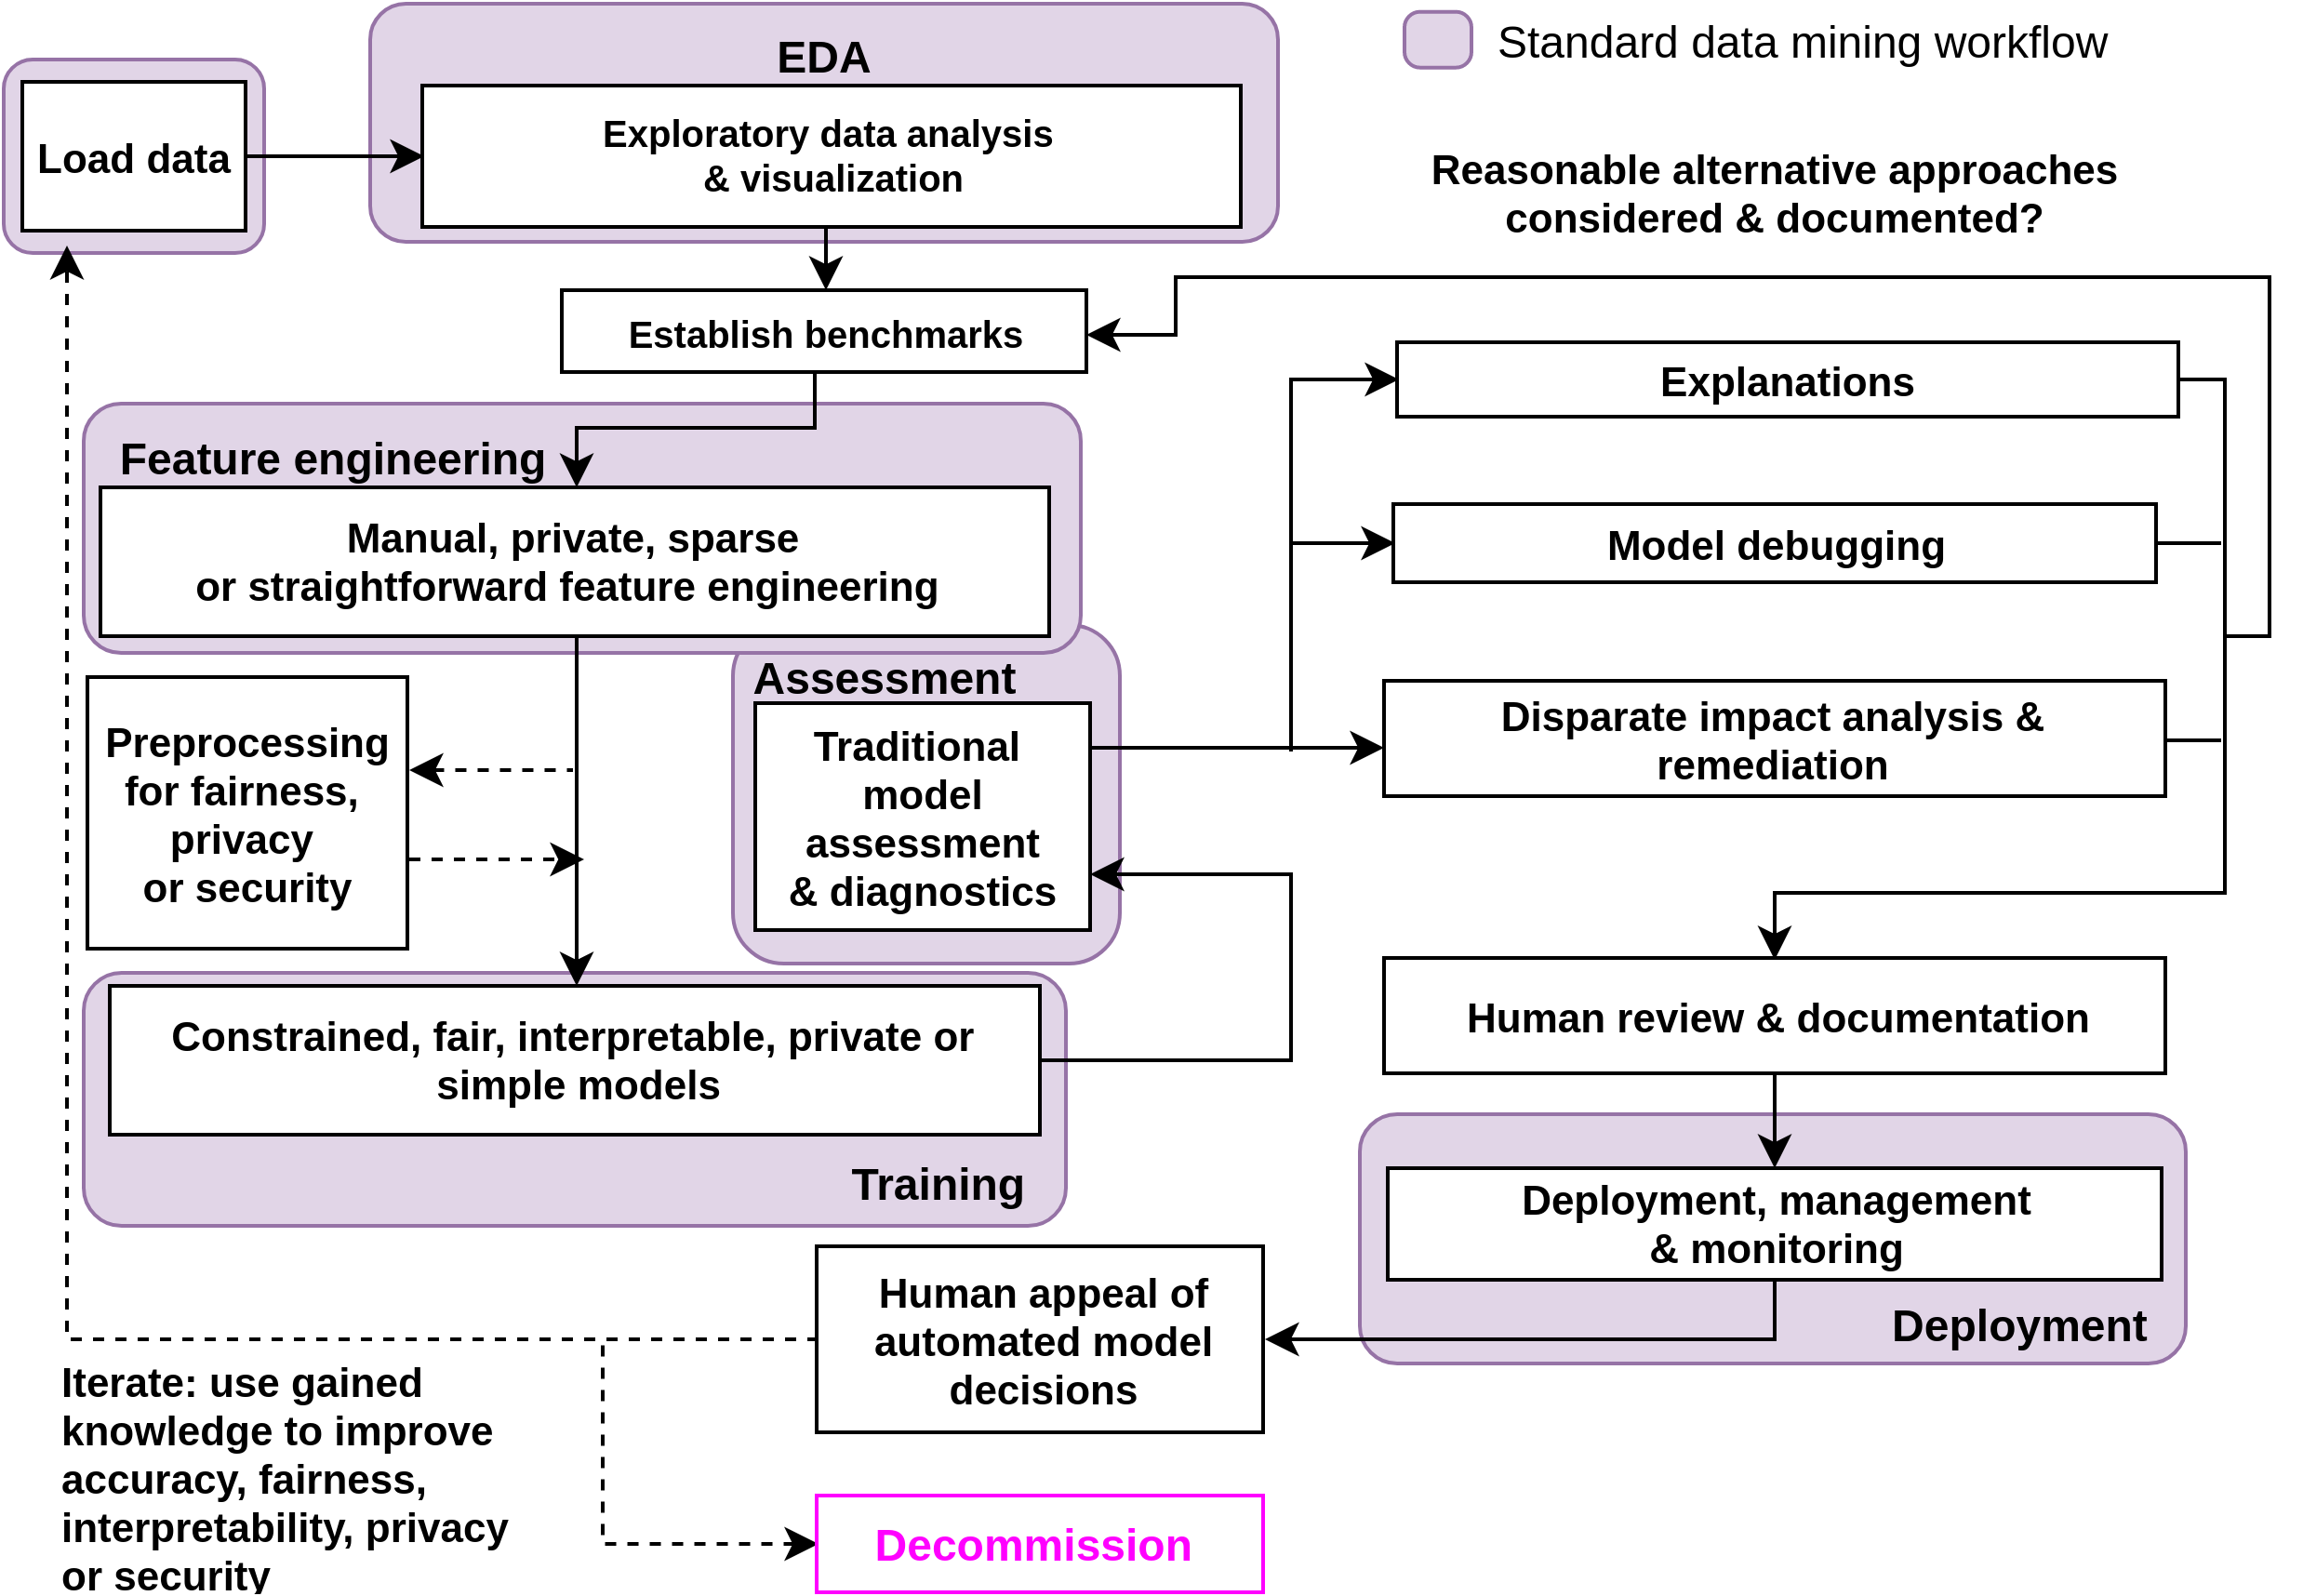 EDA
Standard data mining workflow
Load data
Exploratory data analysis
& visualization
Reasonable alternative approaches
considered & documented?
Establish benchmarks
Explanations
Feature engineering
Manual, private, sparse
or straightforward feature engineering
Model debugging
Assessment
Traditional
model
assessment
& diagnostics
Disparate impact analysis &
remediation
Preprocessing
for fairness,
privacy
or security
Constrained, fair, interpretable, private or
simple models
Training
Human review & documentation
Deployment, management
& monitoring
Deployment
Human appeal of
automated model
decisions
Iterate: use gained
knowledge to improve
accuracy, fairness,
interpretability, privacy
or security
Decommission